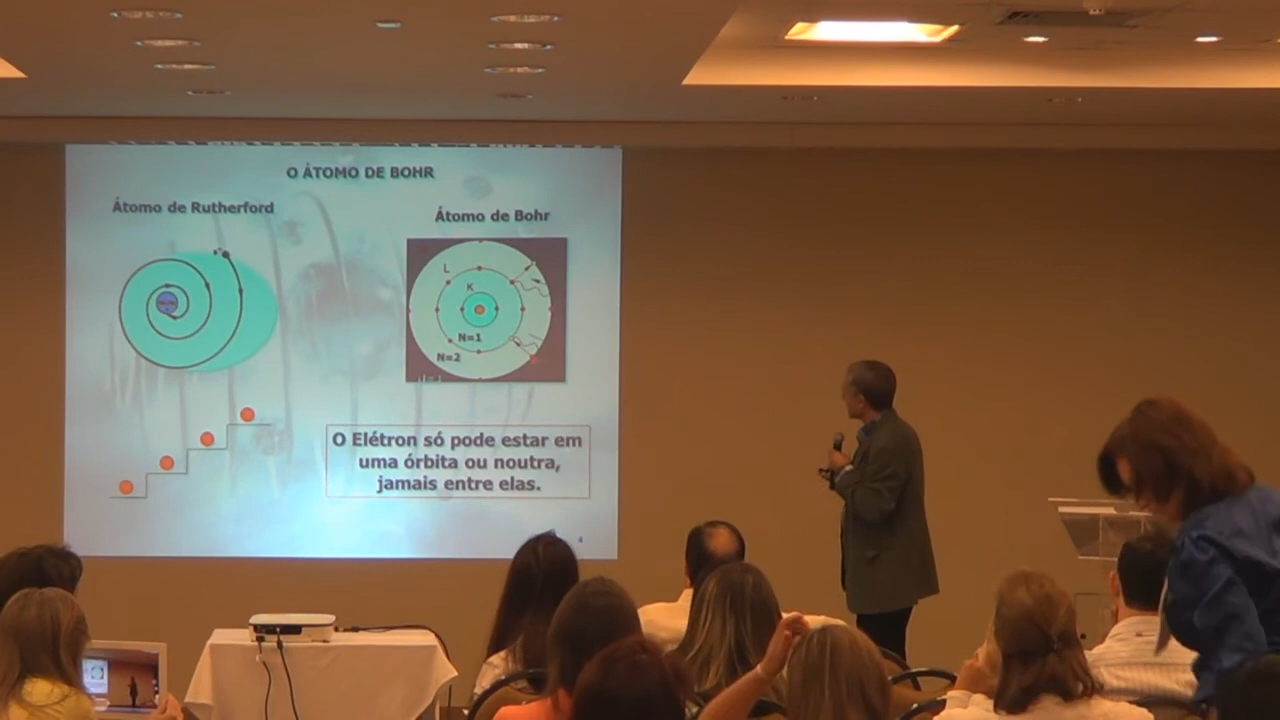 O ÁTOMO DE BOHR
Átomo de Rutherford
Átomo de Bohr
L
K
N=1
N=2
O Elétron só pode estar em
uma órbita ou noutra,
jamais entre elas.
4